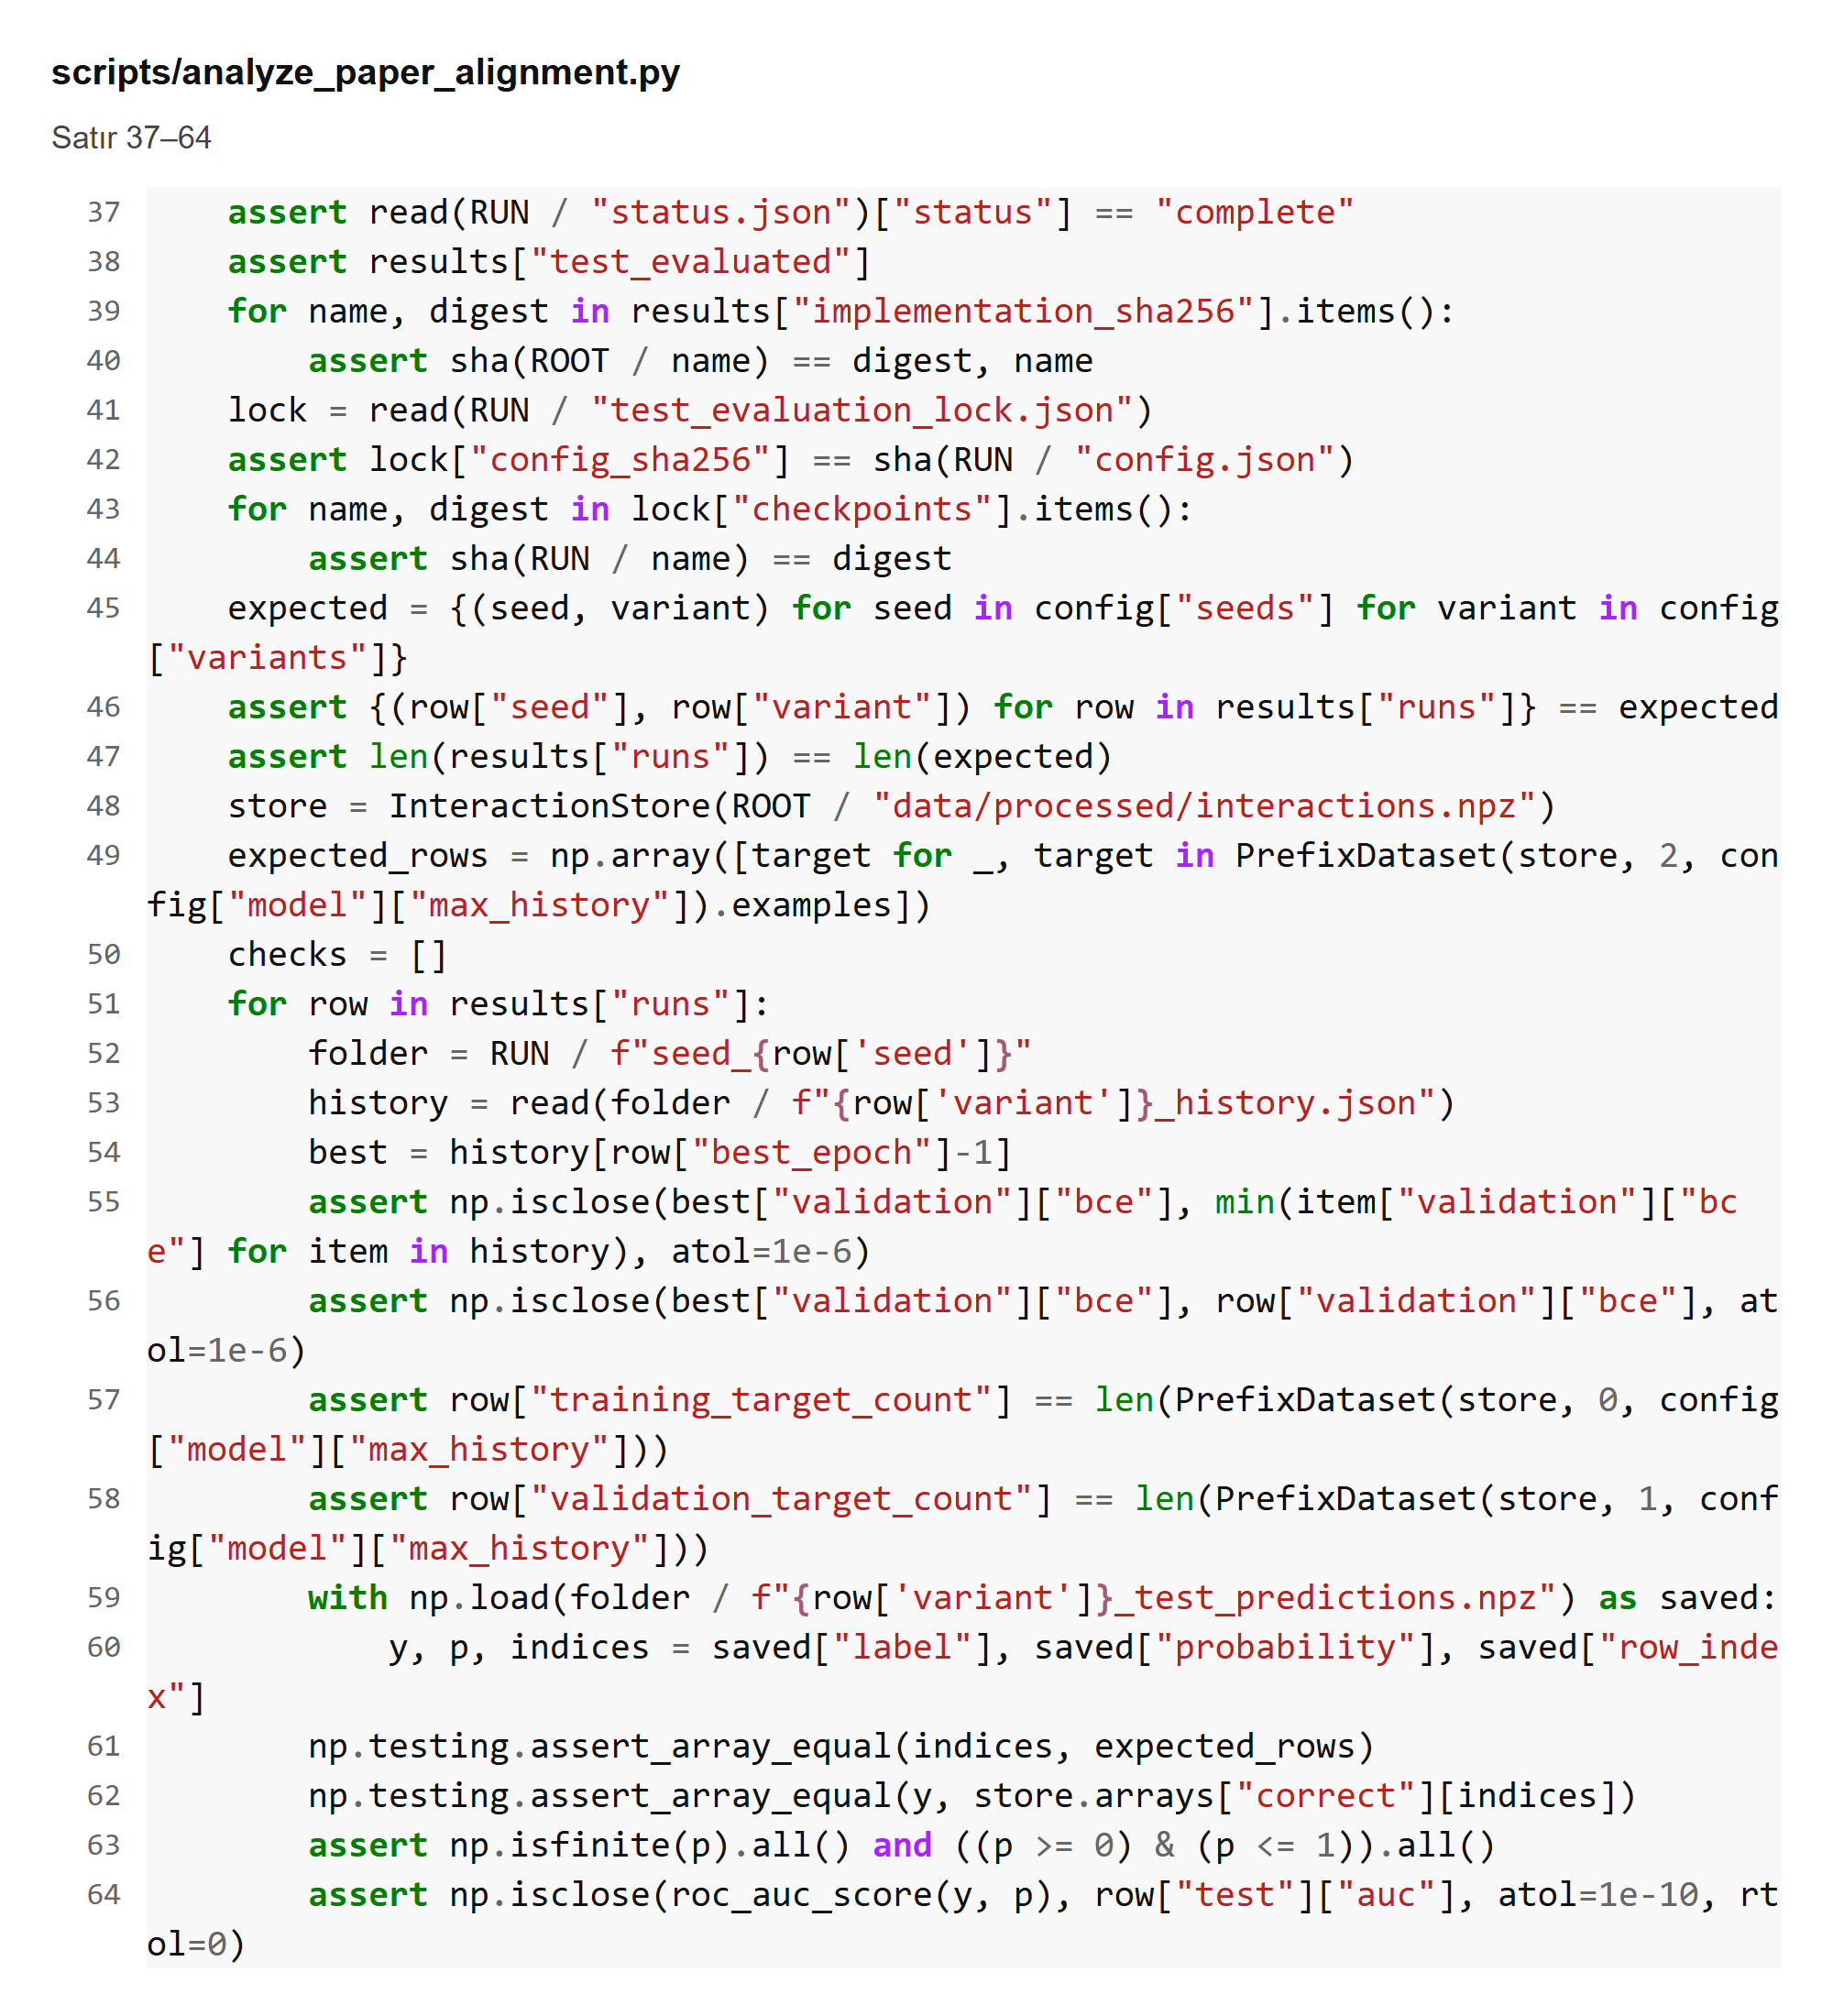 scripts/analyze_paper_alignment.py
Satır 37–64
37     assert read(RUN / "status.json")["status"] == "complete"
38     assert results["test_evaluated"]
39     for name, digest in results["implementation_sha256"].items():
40         assert sha(ROOT / name) == digest, name
41     lock = read(RUN / "test_evaluation_lock.json")
42     assert lock["config_sha256"] == sha(RUN / "config.json")
43     for name, digest in lock["checkpoints"].items():
44         assert sha(RUN / name) == digest
45     expected = {(seed, variant) for seed in config["seeds"] for variant in config
["variants"]}
46     assert {(row["seed"], row["variant"]) for row in results["runs"]} == expected
47     assert len(results["runs"]) == len(expected)
48     store = InteractionStore(ROOT / "data/processed/interactions.npz")
49     expected_rows = np.array([target for _, target in PrefixDataset(store, 2, con
fig["model"]["max_history"]).examples])
50     checks = []
51     for row in results["runs"]:
52         folder = RUN / f"seed_{row['seed']}"
53         history = read(folder / f"{row['variant']}_history.json")
54         best = history[row["best_epoch"]-1]
55         assert np.isclose(best["validation"]["bce"], min(item["validation"]["bc
e"] for item in history), atol=1e-6)
56         assert np.isclose(best["validation"]["bce"], row["validation"]["bce"], at
ol=1e-6)
57         assert row["training_target_count"] == len(PrefixDataset(store, 0, config
["model"]["max_history"]))
58         assert row["validation_target_count"] == len(PrefixDataset(store, 1, conf
ig["model"]["max_history"]))
59         with np.load(folder / f"{row['variant']}_test_predictions.npz") as saved:
60             y, p, indices = saved["label"], saved["probability"], saved["row_inde
x"]
61         np.testing.assert_array_equal(indices, expected_rows)
62         np.testing.assert_array_equal(y, store.arrays["correct"][indices])
63         assert np.isfinite(p).all() and ((p >= 0) & (p <= 1)).all()
64         assert np.isclose(roc_auc_score(y, p), row["test"]["auc"], atol=1e-10, rt
ol=0)